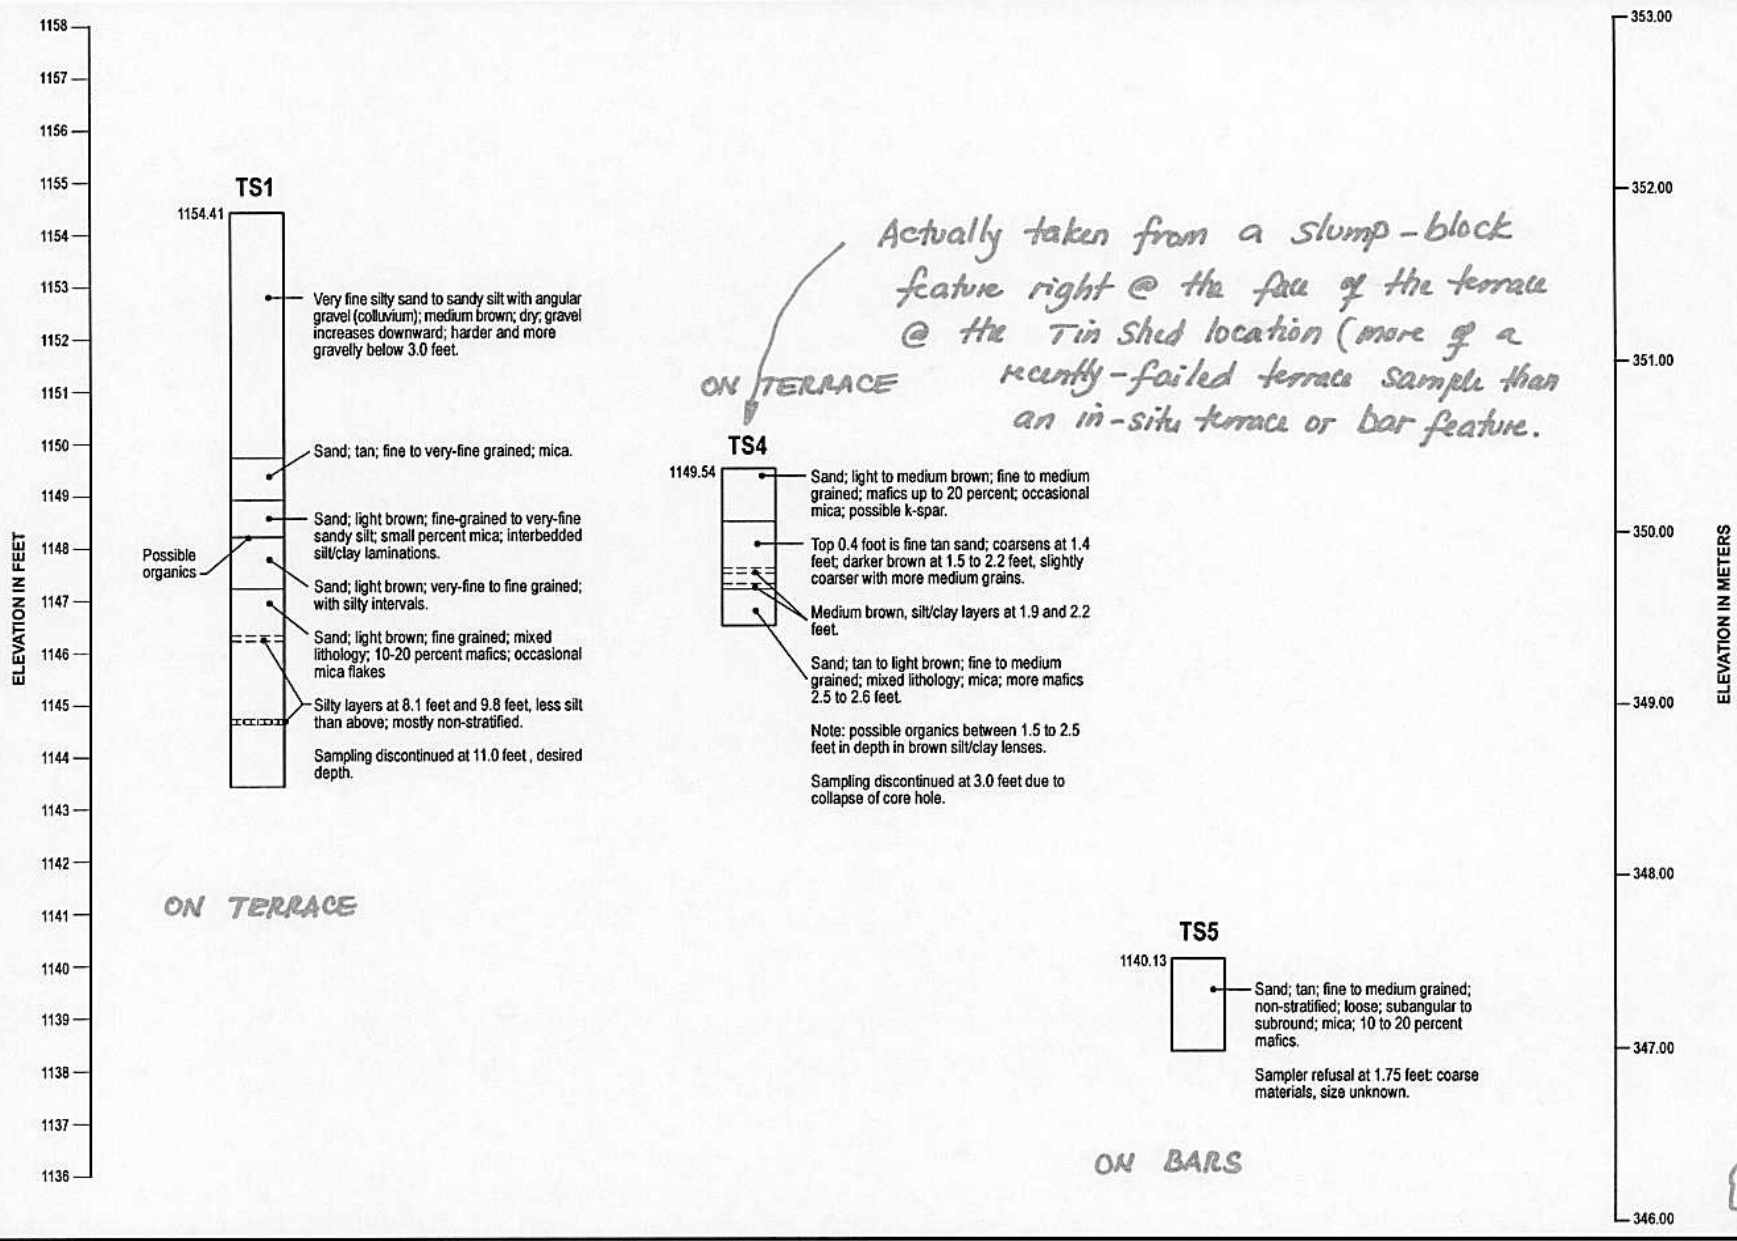 1158
1157
1156
1155
1154
1153
1152
1151
1150
1149
1148
1147
1146
1145
1144
1143
1142
1141
1140
1139
1138
1137
1136
ELEVATION IN FEET
TS1
1154.41
Very fine silty sand to sandy silt with angular
gravel (colluvium); medium brown; dry; gravel
increases downward; harder and more
gravelly below 3.0 feet.
Sand; tan; fine to very-fine grained; mica.
Sand; light brown; fine-grained to very-fine
sandy silt; small percent mica; interbedded
silt/clay laminations.
Possible
organics
Sand; light brown; very-fine to fine grained;
with silty intervals.
Sand; light brown; fine grained; mixed
lithology; 10-20 percent mafics; occasional
mica flakes
Silty layers at 8.1 feet and 9.8 feet, less silt
than above; mostly non-stratified.
Sampling discontinued at 11.0 feet , desired
depth.
ON TERRACE
Actually taken from a slump-block
feature right @ the face of the terrace
@ the Tin Shed location (more of a
recently-failed terrace sample than
an in-situ terrace or bar feature.
ON TERRACE
TS4
1149.54
Sand; light to medium brown; fine to medium
grained; mafics up to 20 percent; occasional
mica; possible k-spar.
Top 0.4 foot is fine tan sand; coarsens at 1.4
feet; darker brown at 1.5 to 2.2 feet, slightly
coarser with more medium grains.
Medium brown, silt/clay layers at 1.9 and 2.2
feet.
Sand; tan to light brown; fine to medium
grained; mixed lithology; mica; more mafics
2.5 to 2.6 feet.
Note: possible organics between 1.5 to 2.5
feet in depth in brown silt/clay lenses.
Sampling discontinued at 3.0 feet due to
collapse of core hole.
TS5
1140.13
Sand; tan; fine to medium grained;
non-stratified; loose; subangular to
subround; mica; 10 to 20 percent
mafics.
Sampler refusal at 1.75 feet: coarse
materials, size unknown.
ON BARS
353.00
352.00
351.00
350.00
349.00
348.00
347.00
346.00
ELEVATION IN METERS